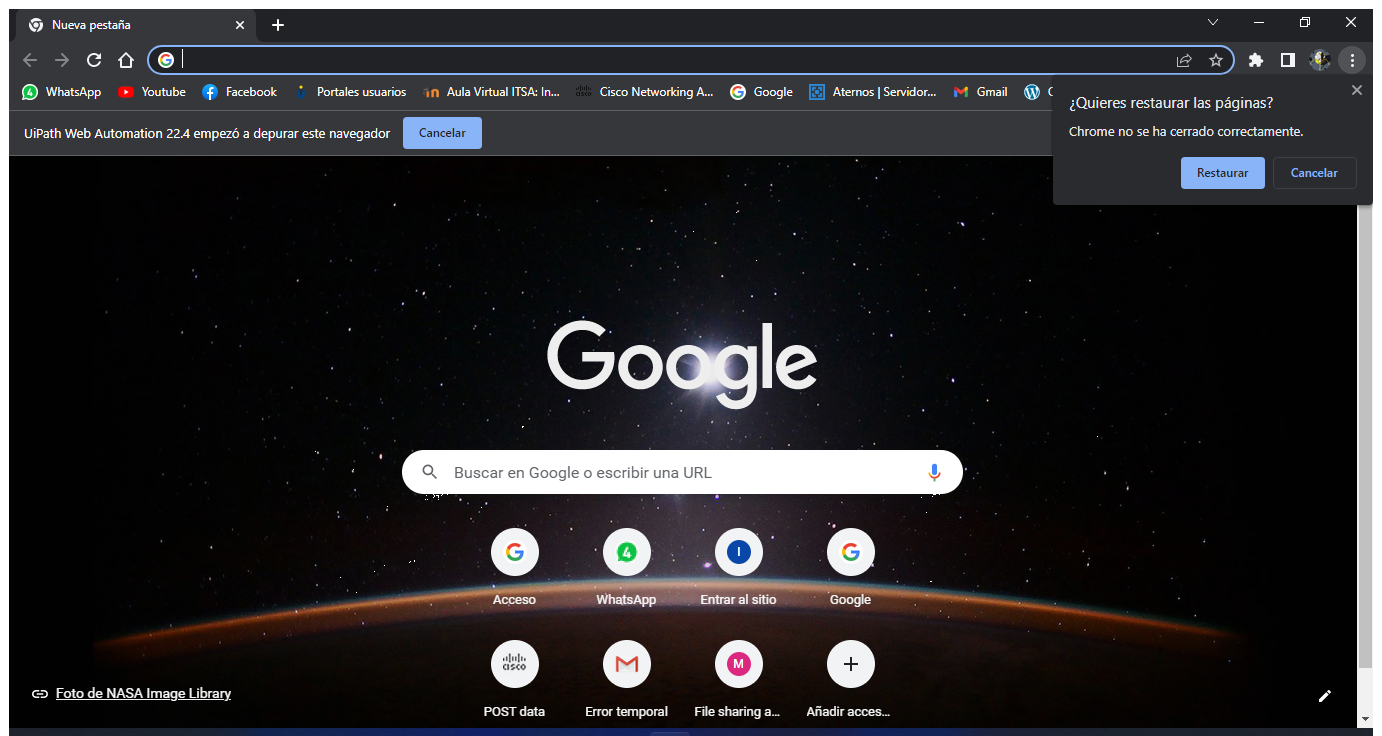 Nueva pestaña
WhatsApp
Youtube
Facebook
Portales usuarios
Aula Virtual ITSA: In...
Cisco Networking A...
Google
Aternos | Servidor...
Gmail
¿Quieres restaurar las páginas?
Chrome no se ha cerrado correctamente.
Restaurar
Cancelar
UiPath Web Automation 22.4 empezó a depurar este navegador
Cancelar
Google
Buscar en Google o escribir una URL
Acceso
WhatsApp
Entrar al sitio
Google
POST data
Error temporal
File sharing a...
Añadir acces...
Foto de NASA Image Library